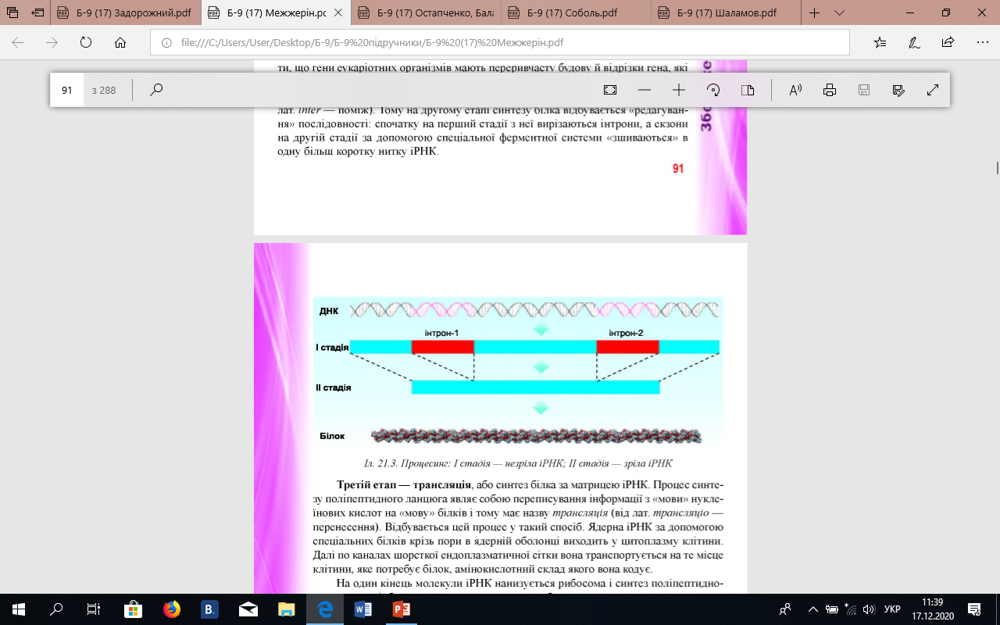 Б-9 (17) Задорожний.pdf
Б-9 (17) Межжерін.pc
Б-9 (17) Остапченко, Бала
Б-9 (17) Соболь.pdf
Б-9 (17) Шаламов.pdf
file:///C:/Users/User/Desktop/Б-9/Б-9%20підручники/Б-9%20(17)%20Межжерін.pdf
ти, що гени еукаріотних організмів мають переривчасту будову й відрізки гена, які
91 з 288
лат. inter — поміж). Тому на другому етапі синтезу білка відбувається «редагуван-
ня» послідовності: спочатку на перший стадії з неї вирізаються інтрони, а екзони
на другій стадії за допомогою спеціальної ферментної системи «зшиваються» в
одну більш коротку нитку іРНК.
91
ДНК
інтрон-1 інтрон-2
І стадія
ІІ стадія
Білок
Іл. 21.3. Процесинг: І стадія — незріла іРНК; ІІ стадія — зріла іРНК
Третій етап — трансляція, або синтез білка за матрицею іРНК. Процес синте-
зу поліпептидного ланцюга являє собою переписування інформації з «мови» нукле-
їнових кислот на «мову» білків і тому має назву трансляція (від лат. трансляціо —
перенесення). Відбувається цей процес у такий спосіб. Ядерна іРНК за допомогою
спеціальних білків крізь пори в ядерній оболонці виходить у цитоплазму клітини.
Далі по каналах шорсткої ендоплазматичної сітки вона транспортується на те місце
клітини, яке потребує білок, амінокислотний склад якого вона кодує.
На один кінець молекули іРНК нанизується рибосома і синтез поліпептидно-
УКР
11:39
17.12.2020